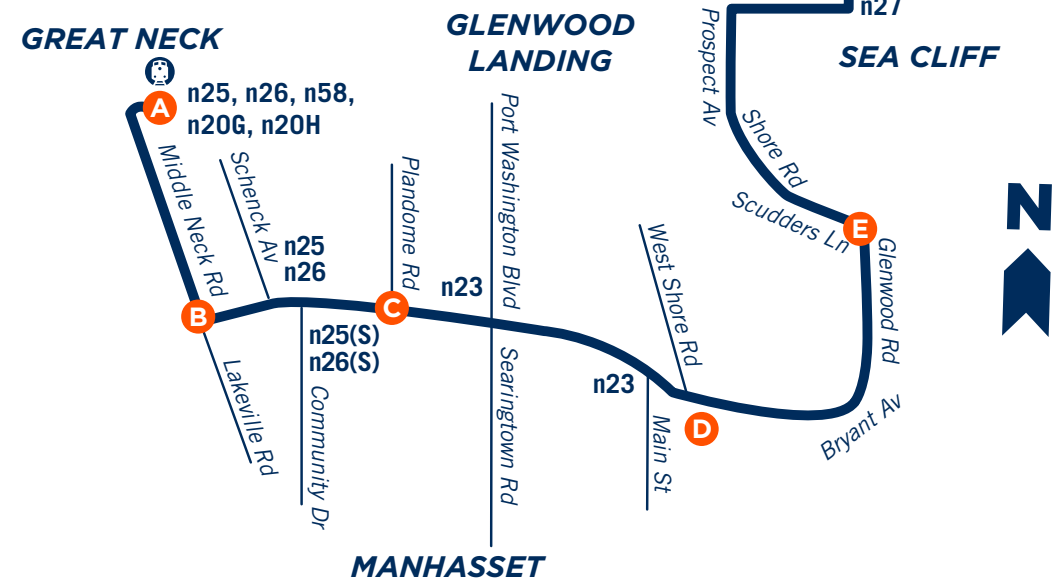 n27
GREAT NECK
GLENWOOD
LANDING
SEA CLIFF
Prospect Av
A
n25, n26, n58,
n20G, n20H
Port Washington Blvd
Shore Rd
Middle Neck Rd
Schenck Av
Plandome Rd
N
Scudders Ln
E
n25
n26
West Shore Rd
Glenwood Rd
n23
B
C
n25(S)
n26(S)
Lakeville Rd
Community Dr
Searingtown Rd
n23
Main St
D
Bryant Av
MANHASSET